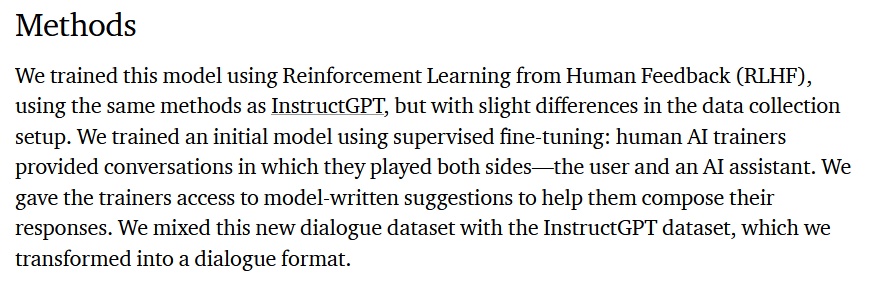 Methods
We trained this model using Reinforcement Learning from Human Feedback (RLHF),
using the same methods as InstructGPT, but with slight differences in the data collection
setup. We trained an initial model using supervised fine-tuning: human AI trainers
provided conversations in which they played both sides—the user and an AI assistant. We
gave the trainers access to model-written suggestions to help them compose their
responses. We mixed this new dialogue dataset with the InstructGPT dataset, which we
transformed into a dialogue format.